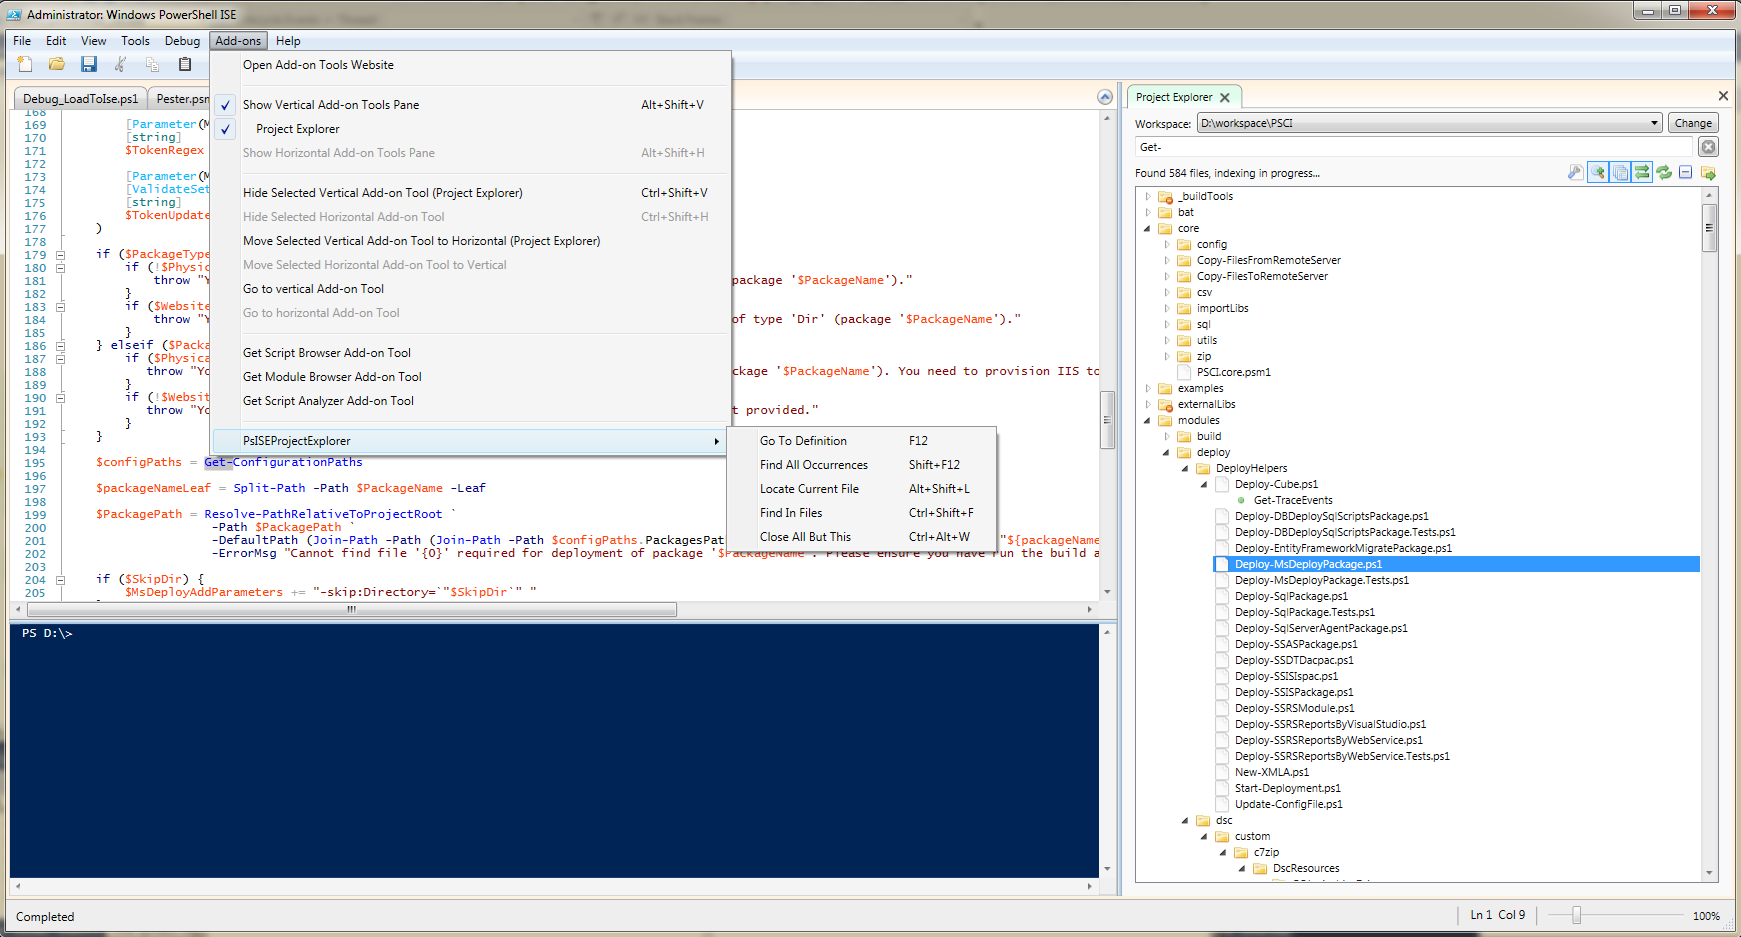 Administrator: Windows PowerShell ISE
File Edit View Tools Debug Add-ons Help
Debug_LoadToIse.ps1 Pester.psm
Open Add-on Tools Website
Show Vertical Add-on Tools Pane Alt+Shift+V
Project Explorer
Show Horizontal Add-on Tools Pane Alt+Shift+H
Hide Selected Vertical Add-on Tool (Project Explorer) Ctrl+Shift+V
Hide Selected Horizontal Add-on Tool Ctrl+Shift+H
Move Selected Vertical Add-on Tool to Horizontal (Project Explorer)
Move Selected Horizontal Add-on Tool to Vertical
Go to vertical Add-on Tool
Go to horizontal Add-on Tool
Get Script Browser Add-on Tool
Get Module Browser Add-on Tool
Get Script Analyzer Add-on Tool
PsISEProjectExplorer
Go To Definition F12
Find All Occurrences Shift+F12
Locate Current File Alt+Shift+L
Find In Files Ctrl+Shift+F
Close All But This Ctrl+Alt+W
168
169 [Parameter(M
170 [string]
171 $TokenRegex
172
173 [Parameter(M
174 [ValidateSet
175 [string]
176 $TokenUpdate
177 )
178
179 if ($PackageType
180 if (!$Physic
181 throw "Y ackage '$PackageName')."
182 }
183 if ($Website
184 throw "Y of type 'Dir' (package '$PackageName')."
185 }
186 } elseif ($Packa
187 if ($Physica
188 throw "Yo ckage '$PackageName'). You need to provision IIS to
189 }
190 if (!$Websit
191 throw "Yo t provided."
192 }
193 }
194
195 $configPaths = Get-ConfigurationPaths
196
197 $packageNameLeaf = Split-Path -Path $PackageName -Leaf
198
199 $PackagePath = Resolve-PathRelativeToProjectRoot `
200 -Path $PackagePath `
201 -DefaultPath (Join-Path -Path (Join-Path -Path $configPaths.PackagesPat "${packageName
202 -ErrorMsg "Cannot find file '{0}' required for deployment of package '$PackageName'. Please ensure you have run the build a
203
204 if ($SkipDir) {
205 $MsDeployAddParameters += "-skip:Directory=`"$SkipDir`" "
PS D:\>
Project Explorer
Workspace: D:\workspace\PSCI Change
Get-
Found 584 files, indexing in progress...
_buildTools
bat
core
config
Copy-FilesFromRemoteServer
Copy-FilesToRemoteServer
csv
importLibs
sql
utils
zip
PSCI.core.psm1
examples
externalLibs
modules
build
deploy
DeployHelpers
Deploy-Cube.ps1
Get-TraceEvents
Deploy-DBDeploySqlScriptsPackage.ps1
Deploy-DBDeploySqlScriptsPackage.Tests.ps1
Deploy-EntityFrameworkMigratePackage.ps1
Deploy-MsDeployPackage.ps1
Deploy-MsDeployPackage.Tests.ps1
Deploy-SqlPackage.ps1
Deploy-SqlPackage.Tests.ps1
Deploy-SqlServerAgentPackage.ps1
Deploy-SSASPackage.ps1
Deploy-SSDTDacpac.ps1
Deploy-SSISIspac.ps1
Deploy-SSISPackage.ps1
Deploy-SSRSModule.ps1
Deploy-SSRSReportsByVisualStudio.ps1
Deploy-SSRSReportsByWebService.ps1
Deploy-SSRSReportsByWebService.Tests.ps1
New-XMLA.ps1
Start-Deployment.ps1
Update-ConfigFile.ps1
dsc
custom
c7zip
DscResources
Completed
Ln 1 Col 9 100%